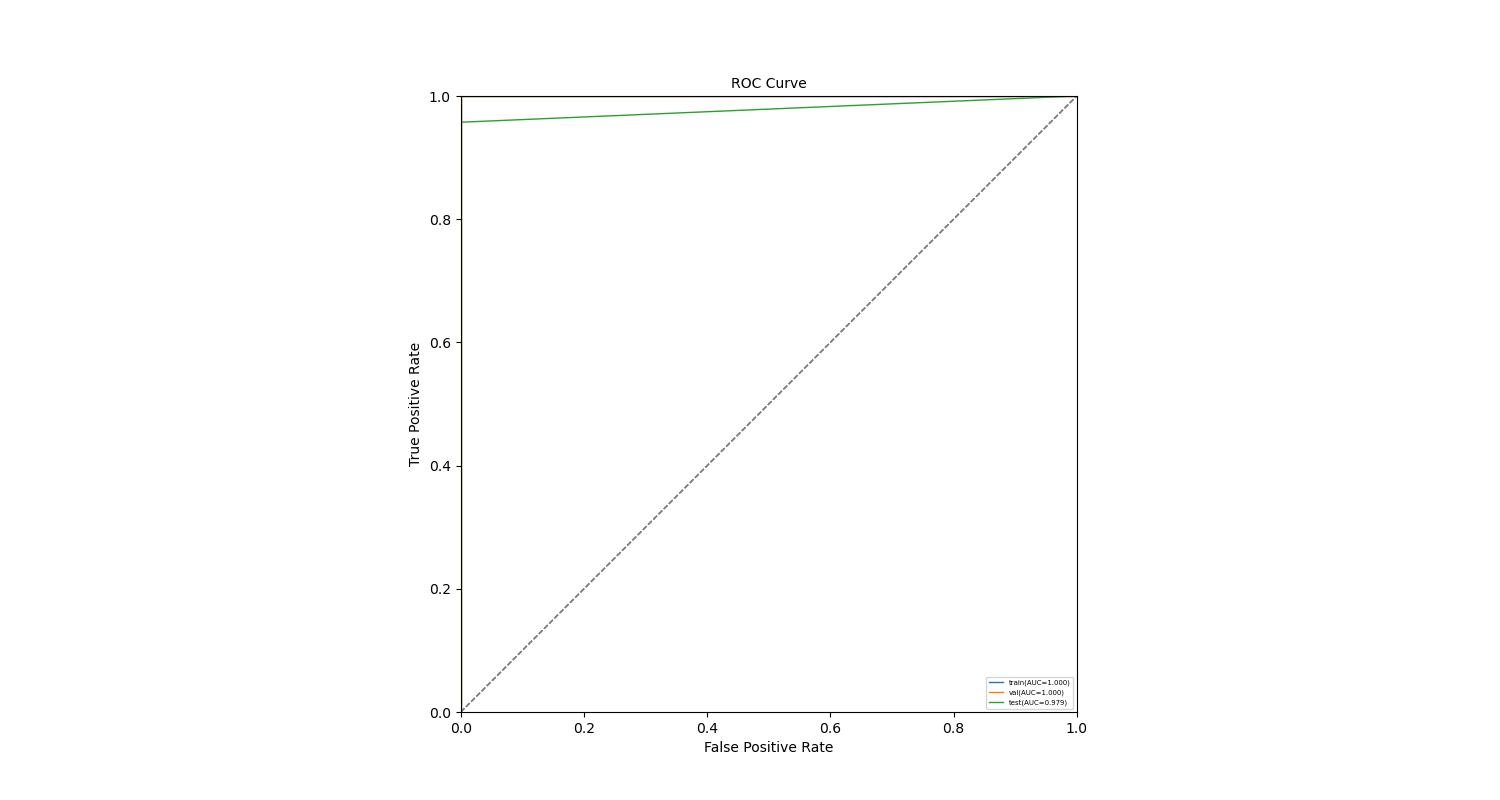 ROC Curve
1.0
0.8
0.6
0.4
0.2
0.0
True Positive Rate
0.0 0.2 0.4 0.6 0.8 1.0
False Positive Rate
train(AUC=1.000)
val(AUC=1.000)
test(AUC=0.979)